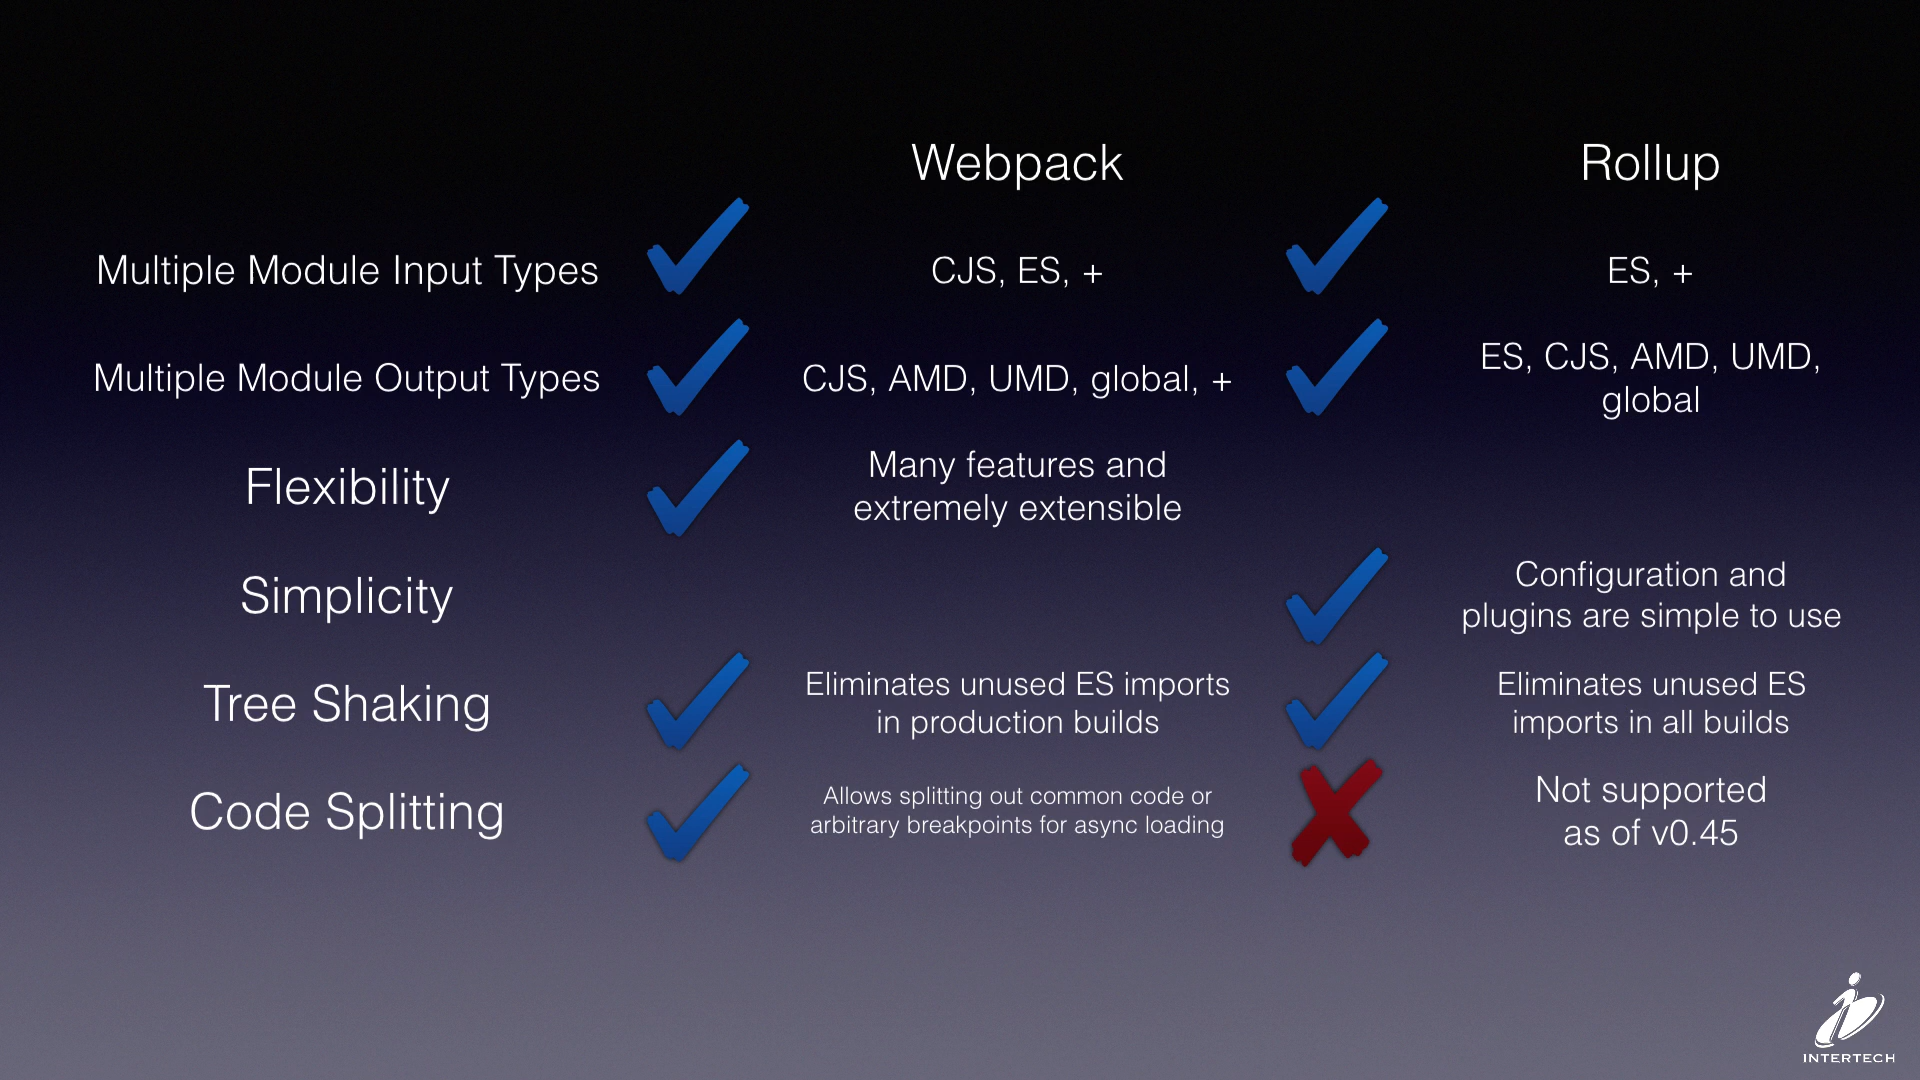 Webpack
Rollup
Multiple Module Input Types
CJS, ES, +
ES, +
Multiple Module Output Types
CJS, AMD, UMD, global, +
ES, CJS, AMD, UMD,
global
Flexibility
Many features and
extremely extensible
Simplicity
Configuration and
plugins are simple to use
Tree Shaking
Eliminates unused ES imports
in production builds
Eliminates unused ES
imports in all builds
Code Splitting
Allows splitting out common code or
arbitrary breakpoints for async loading
Not supported
as of v0.45
INTERTECH